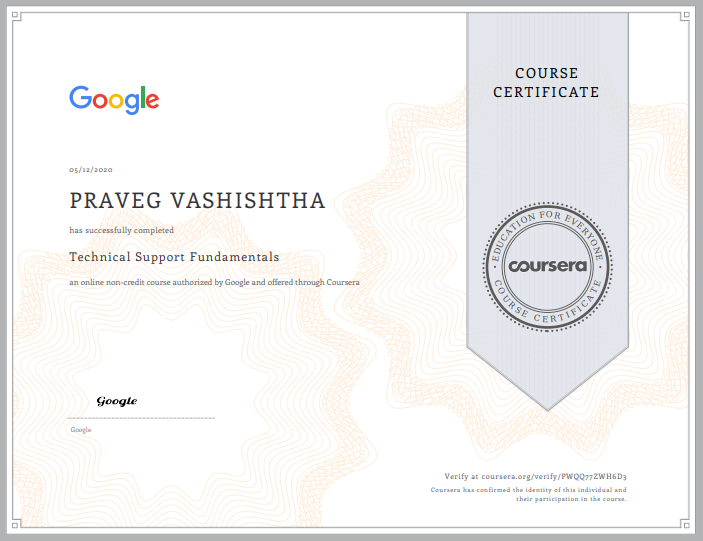 Google
COURSE
CERTIFICATE
05/12/2020
PRAVEG VASHISHTHA
has successfully completed
Technical Support Fundamentals
an online non-credit course authorized by Google and offered through Coursera
EDUCATION FOR EVERYONE
coursera
COURSE CERTIFICATE
Google
Google
Verify at coursera.org/verify/PWQQ77ZWH6D3
Coursera has confirmed the identity of this individual and
their participation in the course.